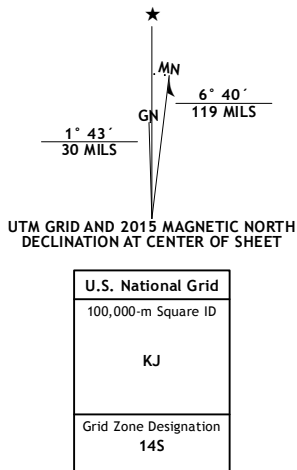 ★
MN
GN
6° 40´
119 MILS
1° 43´
30 MILS
UTM GRID AND 2015 MAGNETIC NORTH
DECLINATION AT CENTER OF SHEET
U.S. National Grid
100,000-m Square ID
KJ
Grid Zone Designation
14S